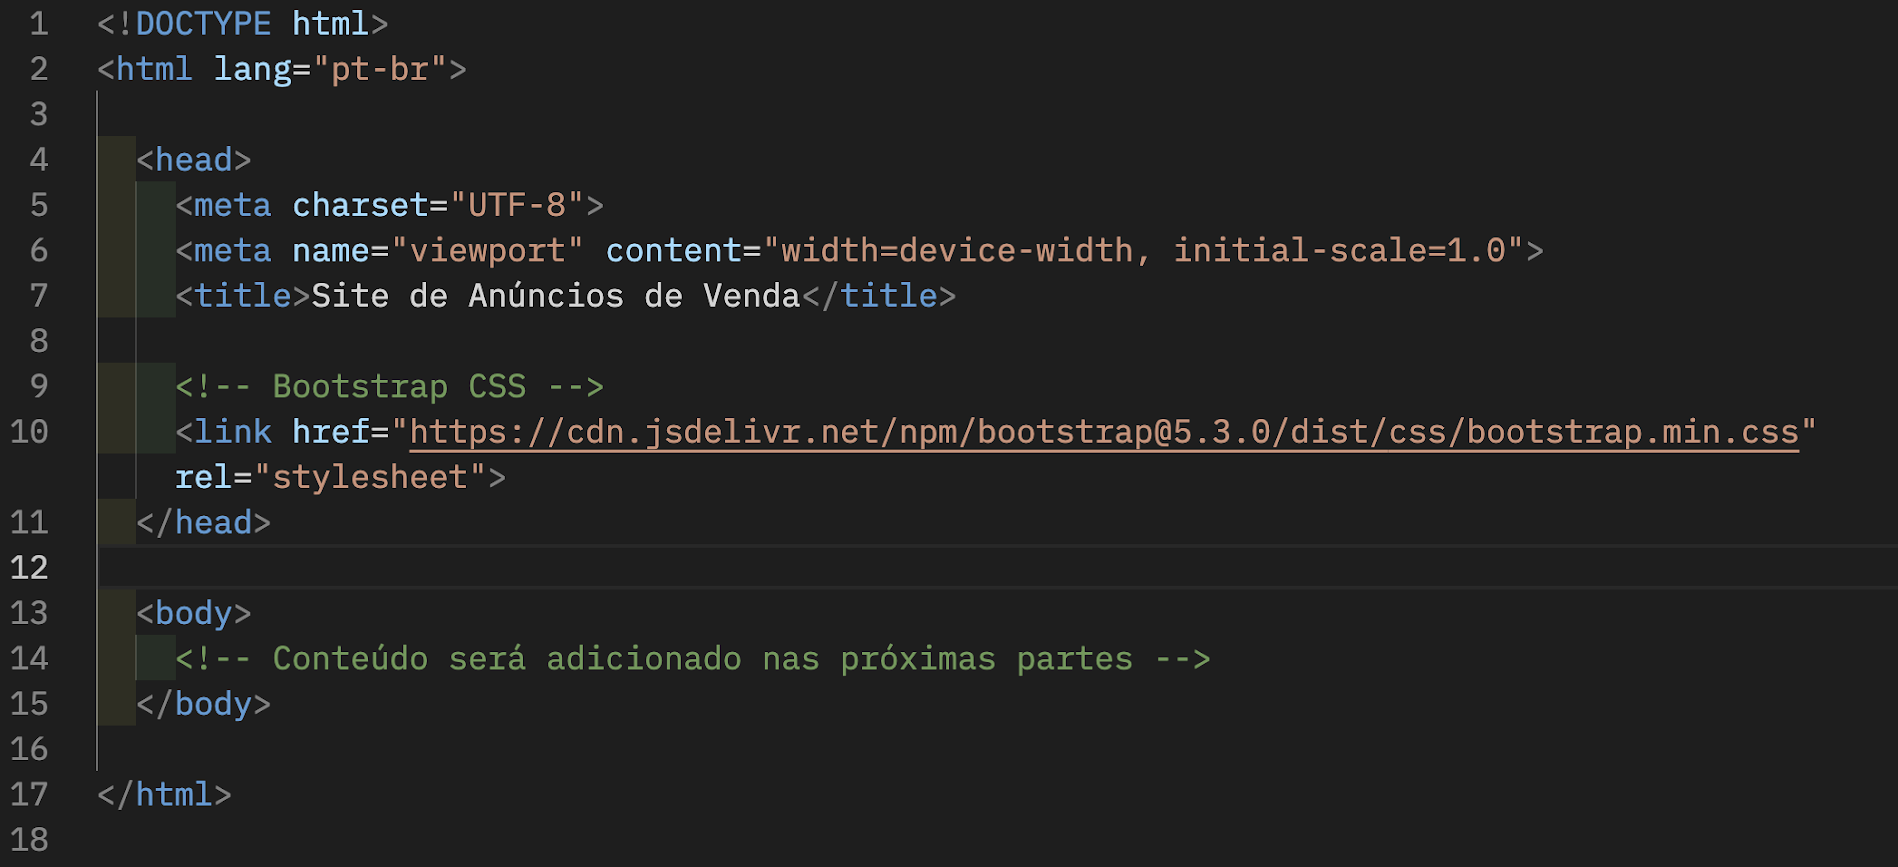 1 <!DOCTYPE html>
2 <html lang="pt-br">
3
4   <head>
5     <meta charset="UTF-8">
6     <meta name="viewport" content="width=device-width, initial-scale=1.0">
7     <title>Site de Anúncios de Venda</title>
8
9     <!-- Bootstrap CSS -->
10     <link href="https://cdn.jsdelivr.net/npm/bootstrap@5.3.0/dist/css/bootstrap.min.css"
    rel="stylesheet">
11   </head>
12
13   <body>
14     <!-- Conteúdo será adicionado nas próximas partes -->
15   </body>
16
17 </html>
18